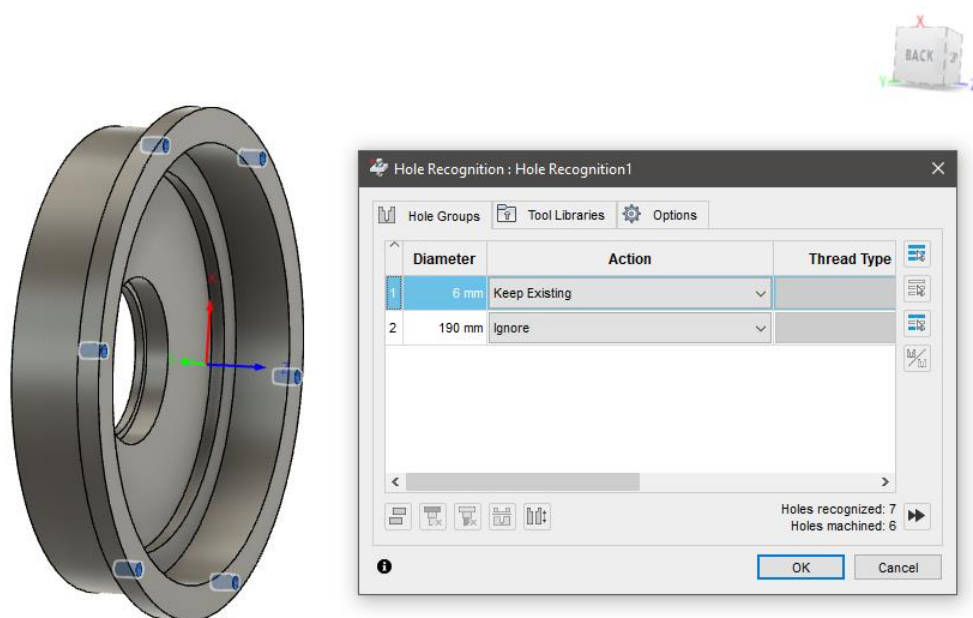 X
BACK
Y
Z
Hole Recognition : Hole Recognition1
Hole Groups Tool Libraries Options
Diameter Action Thread Type
1 6 mm Keep Existing
2 190 mm Ignore
X
Z
Holes recognized: 7
Holes machined: 6
OK Cancel